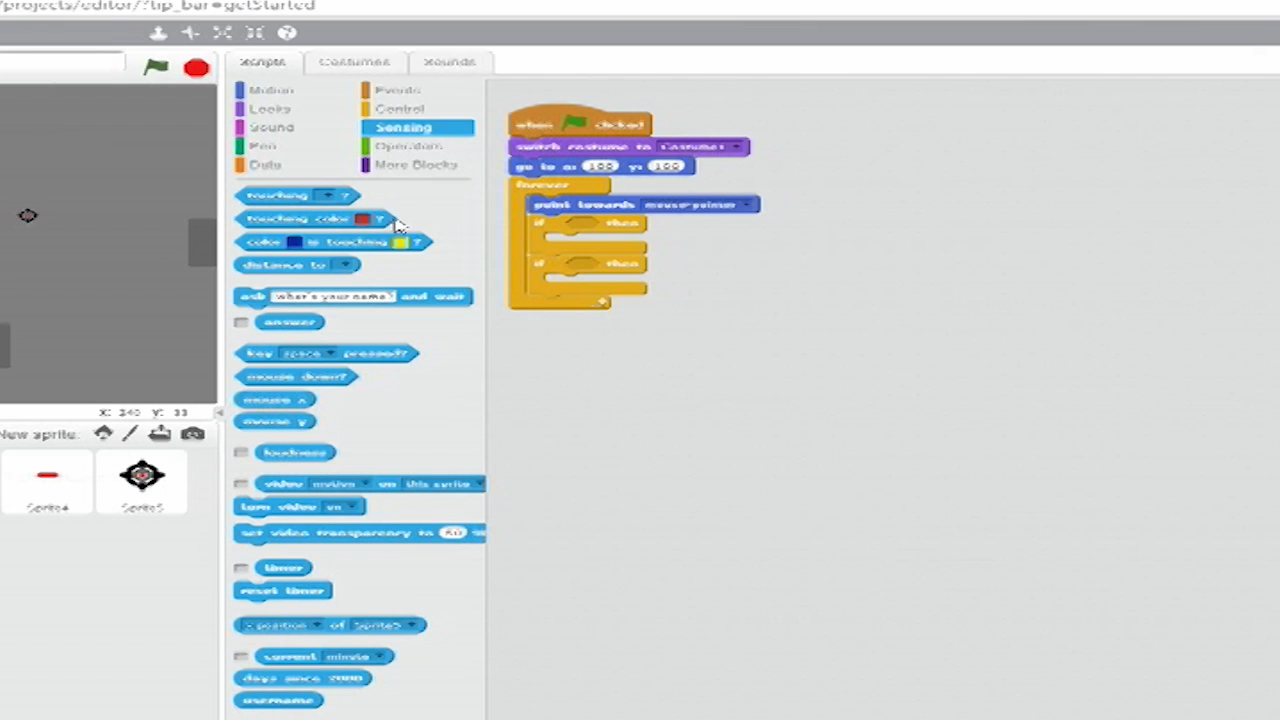 /projects/editor/?tip_bar=getStarted
Scripts Costumes Sounds
Motion Events
Looks Control
Sound Sensing
Pen Operators
Data More Blocks
touching ?
touching color ?
color is touching ?
distance to
ask What's your name? and wait
answer
key space pressed?
mouse down?
mouse x
mouse y
loudness
video motion on this sprite
turn video on
set video transparency to 50 %
timer
reset timer
x position of Sprite5
current minute
days since 2000
username
when clicked
switch costume to
go to x: y:
forever
point towards mouse-pointer
if then
if then
X: 240 Y:
New sprite:
Sprite4 Sprite5